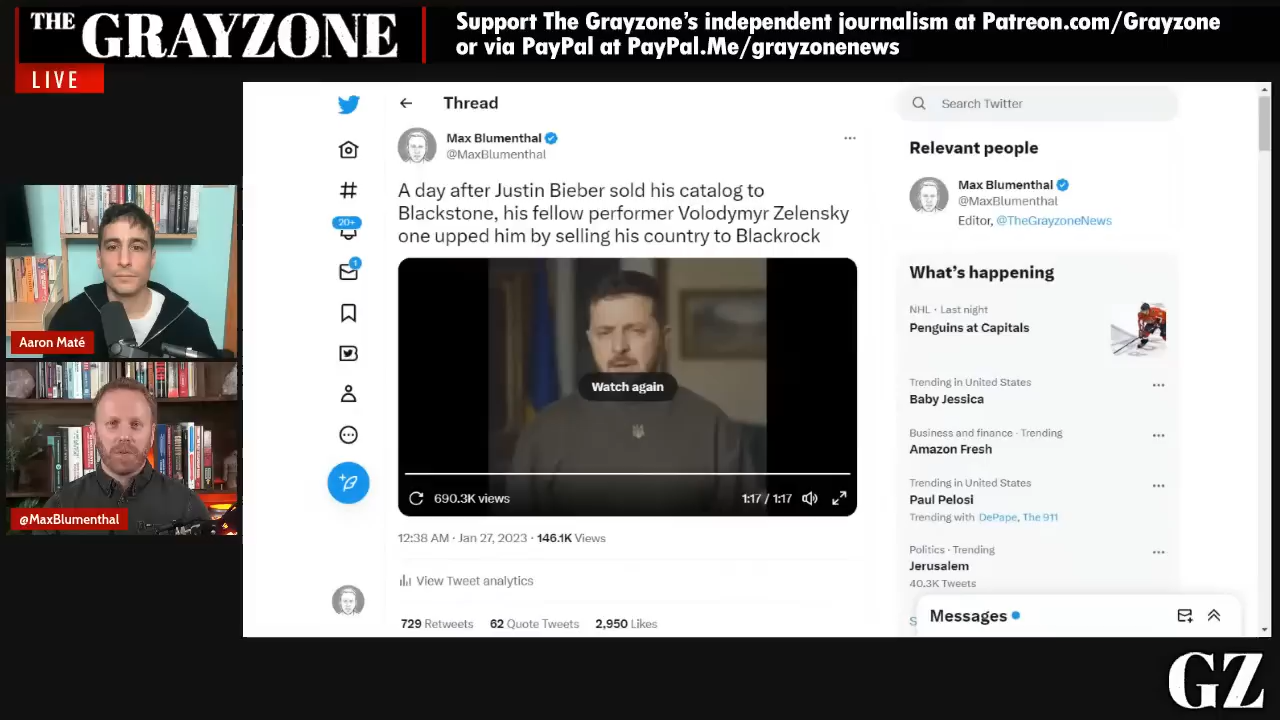 THE GRAYZONE
LIVE
Support The Grayzone's independent journalism at Patreon.com/Grayzone
or via PayPal at PayPal.Me/grayzonenews
Aaron Maté
@MaxBlumenthal
20+
1
Thread
Max Blumenthal
@MaxBlumenthal
A day after Justin Bieber sold his catalog to
Blackstone, his fellow performer Volodymyr Zelensky
one upped him by selling his country to Blackrock
Watch again
690.3K views
1:17 / 1:17
12:38 AM · Jan 27, 2023 · 146.1K Views
View Tweet analytics
729 Retweets 62 Quote Tweets 2,950 Likes
Search Twitter
Relevant people
Max Blumenthal
@MaxBlumenthal
Editor, @TheGrayzoneNews
What's happening
NHL · Last night
Penguins at Capitals
Trending in United States
Baby Jessica
Business and finance · Trending
Amazon Fresh
Trending in United States
Paul Pelosi
Trending with DePape, The 911
Politics · Trending
Jerusalem
40.3K Tweets
Messages
GZ